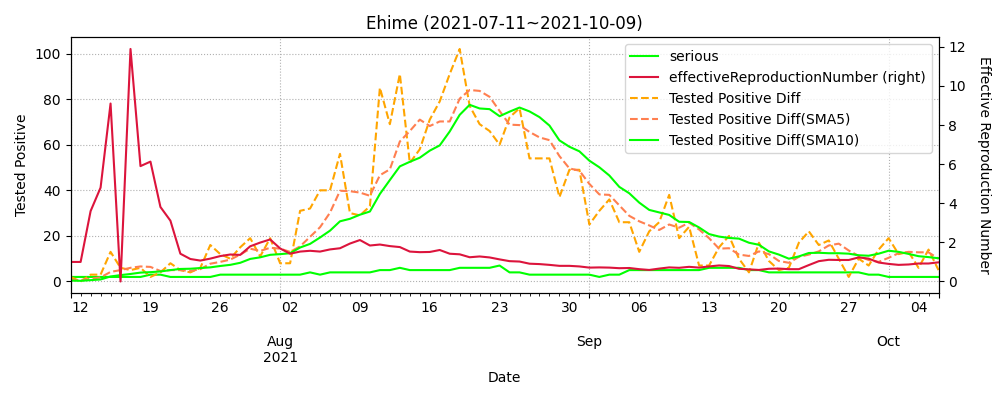 Ehime (2021-07-11~2021-10-09)
serious
effectiveReproductionNumber (right)
Tested Positive Diff
Tested Positive Diff(SMA5)
Tested Positive Diff(SMA10)
Tested Positive
100
80
60
40
20
0
12
10
8
6
4
2
0
Effective Reproduction Number
12 19 26 02 09 16 23 30 06 13 20 27 04
Aug Sep Oct
2021
Date